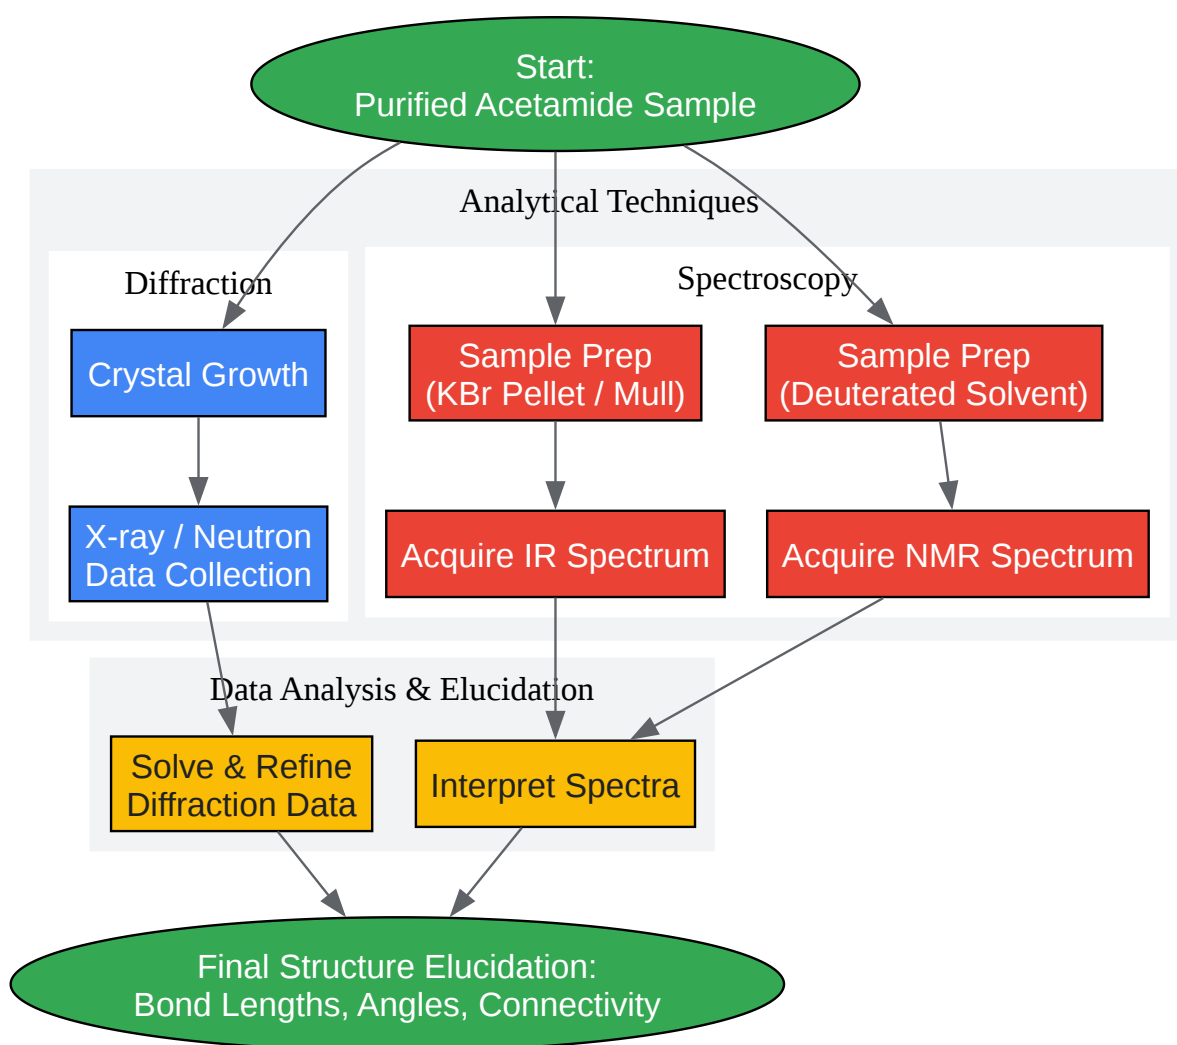 Start:
Purified Acetamide Sample
Analytical Techniques
Diffraction
Spectroscopy
Crystal Growth
Sample Prep
(KBr Pellet / Mull)
Sample Prep
(Deuterated Solvent)
X-ray / Neutron
Data Collection
Acquire IR Spectrum
Acquire NMR Spectrum
Data Analysis & Elucidation
Solve & Refine
Diffraction Data
Interpret Spectra
Final Structure Elucidation:
Bond Lengths, Angles, Connectivity